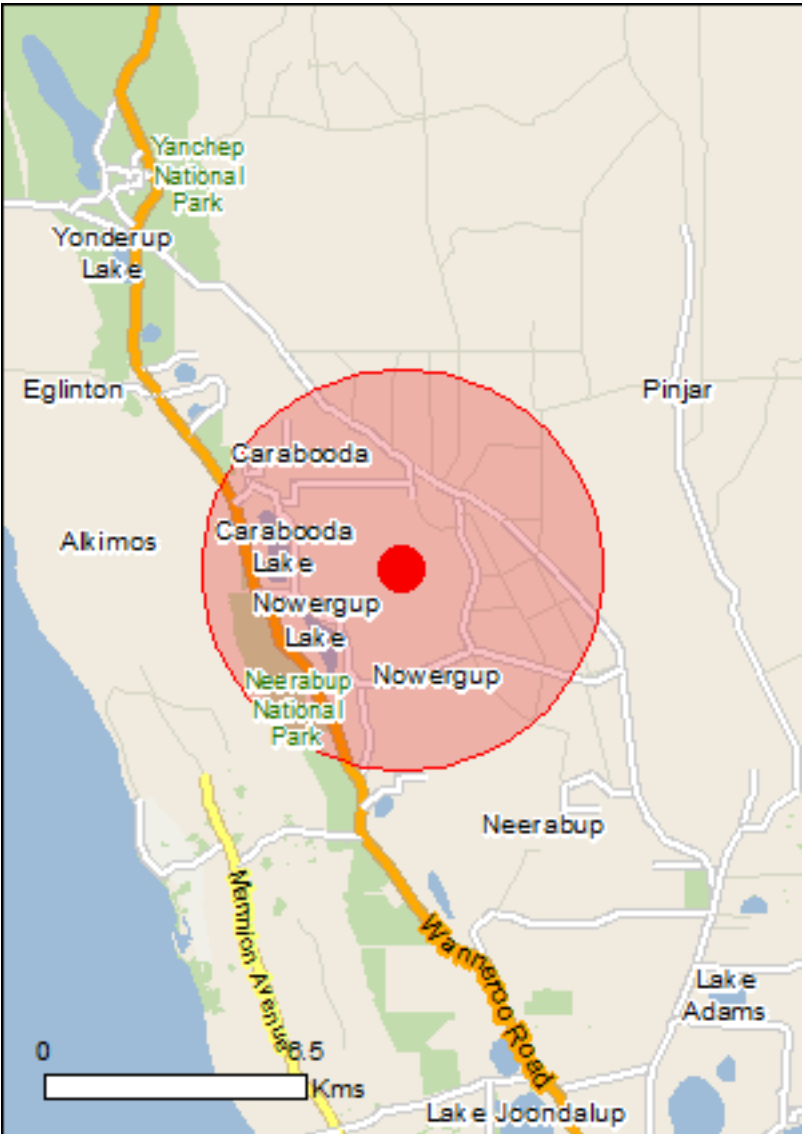 Yanchep
National
Park
Yonderup
Lake
Eglinton
Pinjar
Carabooda
Alkimos
Carabooda
Lake
Nowergup
Lake
Nowergup
Neerabup
National
Park
Neerabup
Marmion Avenue
Wanneroo Road
Lake
Adams
0
6.5
Kms
Lake Joondalup